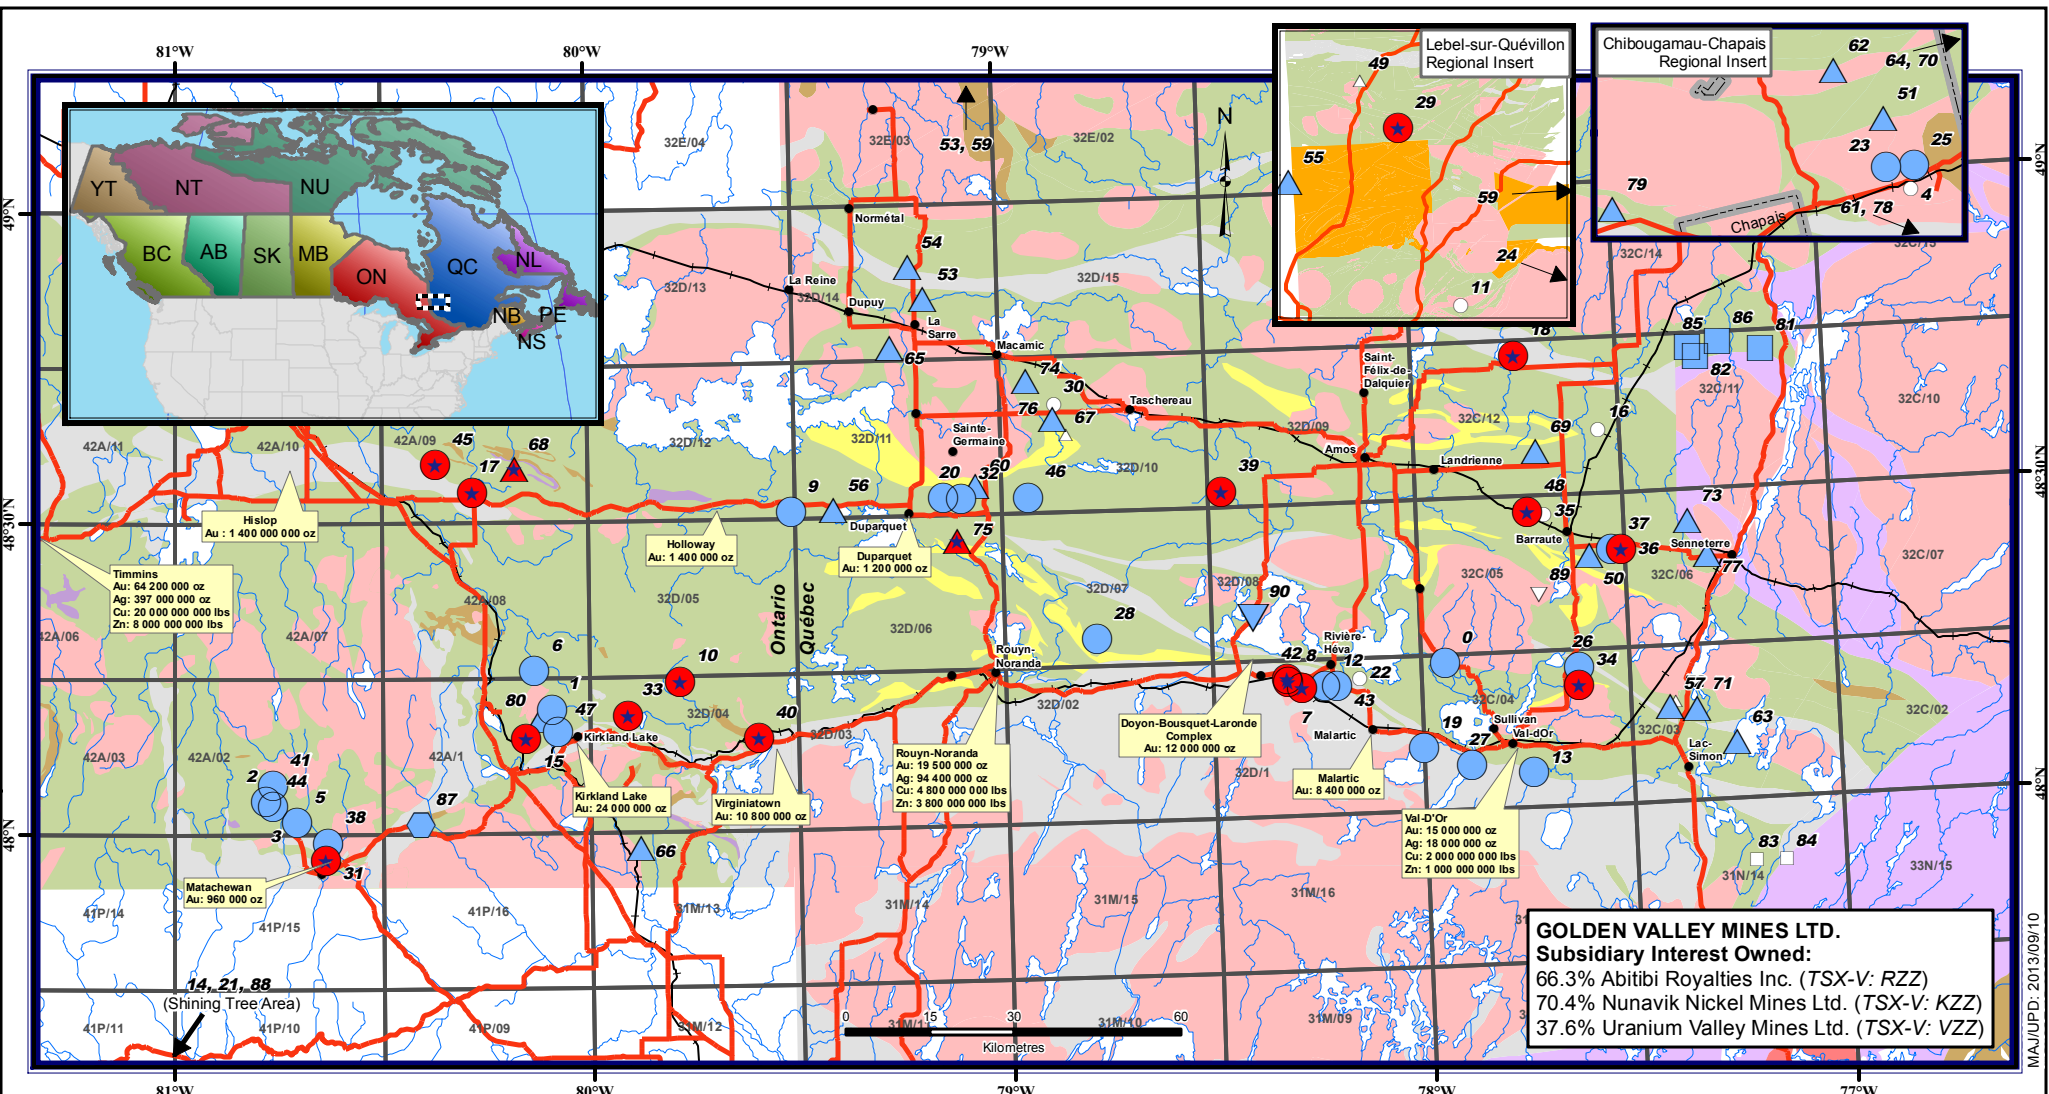 81°W
80°W
79°W
49°N
48°30'N
48°N
49°N
48°30'N
48°N
81°W
80°W
79°W
78°W
77°W
YT
NT
NU
BC
AB
SK
MB
ON
QC
NL
NB
PE
NS
Lebel-sur-Quévillon
Regional Insert
49
29
55
59
24
11
Chibougamau-Chapais
Regional Insert
62
64, 70
51
23
25
79
4
61, 78
Chapais
N
32E/04
32E/03
32E/02
53, 59
Normétal
54
53
32D/13
La Reine
32D/14
32D/15
Dupuy
La
Sarre
65
Macamic
74
30
76
67
Taschereau
Saint-
Félix-de-
Dalquier
18
32C/14
32C/13
85
86
81
82
32C/11
32C/10
42A/11
42A/10
42A/09
45
17
68
32D/12
32D/11
Sainte-
Germaine
60
20
32
46
32D/10
39
32D/09
Amos
Landrienne
32C/12
69
16
9
56
Duparquet
75
48
35
Barraute
37
36
50
89
73
Senneterre
77
32C/07
32C/06
32C/05
Hislop
Au : 1 400 000 000 oz
Holloway
Au: 1 400 000 oz
Duparquet
Au: 1 200 000 oz
Timmins
Au: 64 200 000 oz
Ag: 397 000 000 oz
Cu: 20 000 000 000 lbs
Zn: 8 000 000 000 lbs
42A/06
42A/07
42A/08
32D/05
Ontario
Québec
32D/06
32D/07
32D/08
90
28
6
1
80
47
15
10
33
32D/04
40
32D/03
Kirkland Lake
Rouyn-
Noranda
32D/02
Rivière-
Héva
42
8
12
22
7
43
Malartic
0
26
34
32C/04
19
27
Sullivan
Val-dOr
13
57
71
63
32C/03
Lac-
Simon
32C/02
42A/03
42A/02
42A/1
2
41
44
5
3
38
31
87
66
Matachewan
Au: 960 000 oz
Kirkland Lake
Au: 24 000 000 oz
Virginiatown
Au: 10 800 000 oz
Rouyn-Noranda
Au: 19 500 000 oz
Ag: 94 400 000 oz
Cu: 4 800 000 000 lbs
Zn: 3 800 000 000 lbs
Doyon-Bousquet-Laronde
Complex
Au: 12 000 000 oz
32D/1
Malartic
Au: 8 400 000 oz
Val-D'Or
Au: 15 000 000 oz
Ag: 18 000 000 oz
Cu: 2 000 000 000 lbs
Zn: 1 000 000 000 lbs
83
84
31N/14
33N/15
41P/14
41P/15
41P/16
31M/13
31M/14
31M/15
31M/16
14, 21, 88
(Shining Tree Area)
41P/11
41P/10
41P/09
31M/12
31M/10
31M/09
0
15
30
60
Kilometres
GOLDEN VALLEY MINES LTD.
Subsidiary Interest Owned:
66.3% Abitibi Royalties Inc. (TSX-V: RZZ)
70.4% Nunavik Nickel Mines Ltd. (TSX-V: KZZ)
37.6% Uranium Valley Mines Ltd. (TSX-V: VZZ)
MAJ/UPD: 2013/09/10